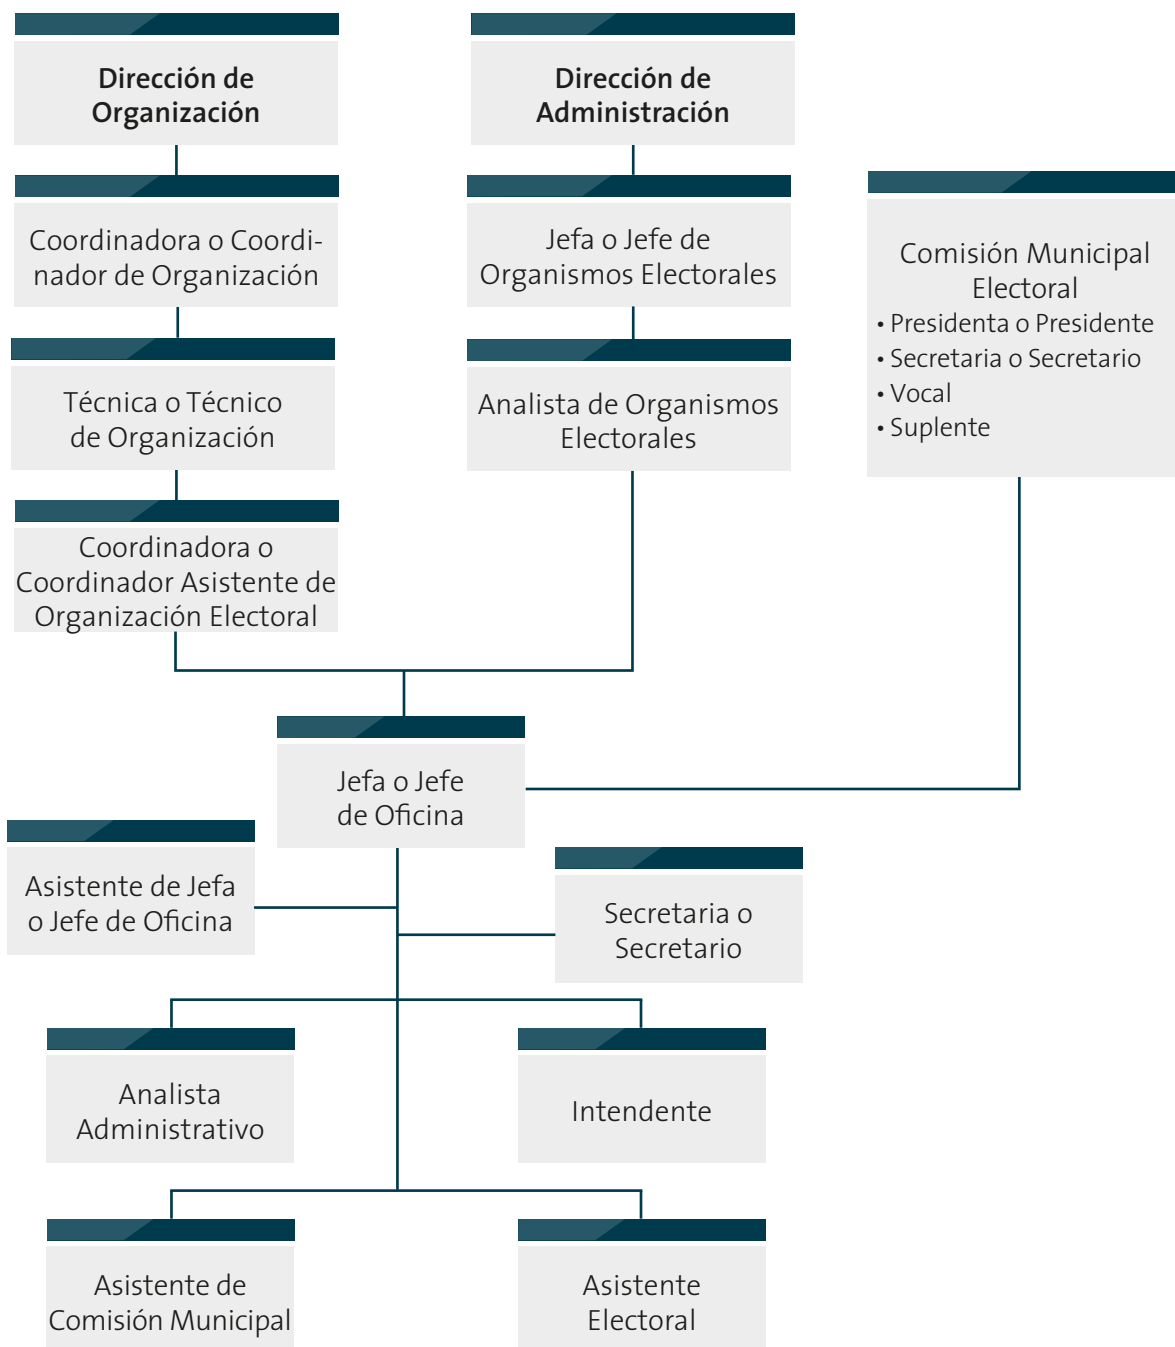 Dirección de
Organización
Dirección de
Administración
Coordinadora o Coordi-
nador de Organización
Jefa o Jefe de
Organismos Electorales
Comisión Municipal
Electoral
• Presidenta o Presidente
• Secretaria o Secretario
• Vocal
• Suplente
Técnica o Técnico
de Organización
Analista de Organismos
Electorales
Coordinadora o
Coordinador Asistente de
Organización Electoral
Jefa o Jefe
de Oficina
Asistente de Jefa
o Jefe de Oficina
Secretaria o
Secretario
Analista
Administrativo
Intendente
Asistente de
Comisión Municipal
Asistente
Electoral